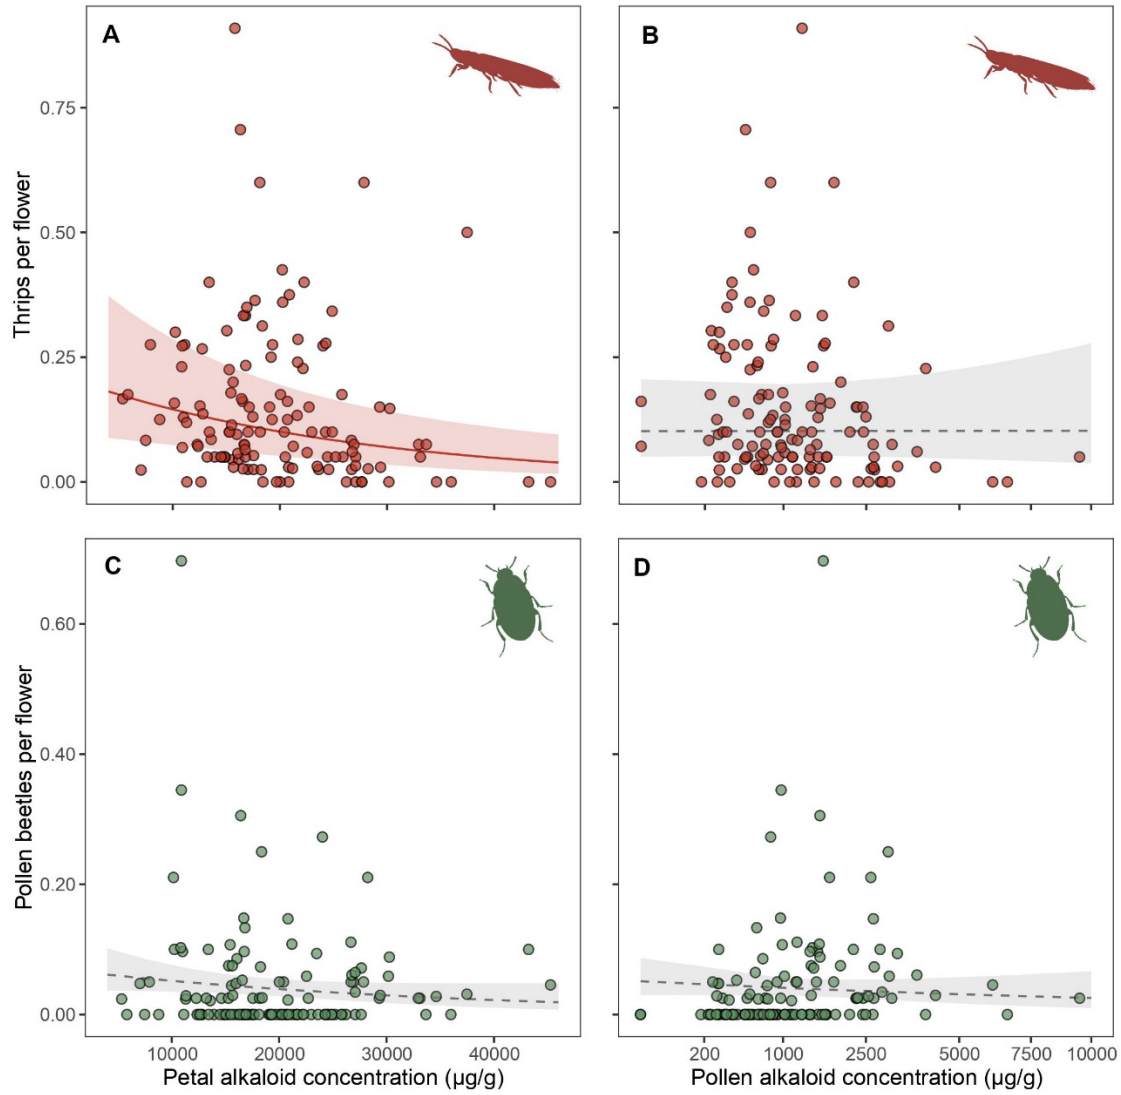 A
B
Thrips per flower
0.75
0.50
0.25
0.00
C
D
Pollen beetles per flower
0.60
0.40
0.20
0.00
10000 20000 30000 40000
200 1000 2500 5000 7500 10000
Petal alkaloid concentration (µg/g)
Pollen alkaloid concentration (µg/g)